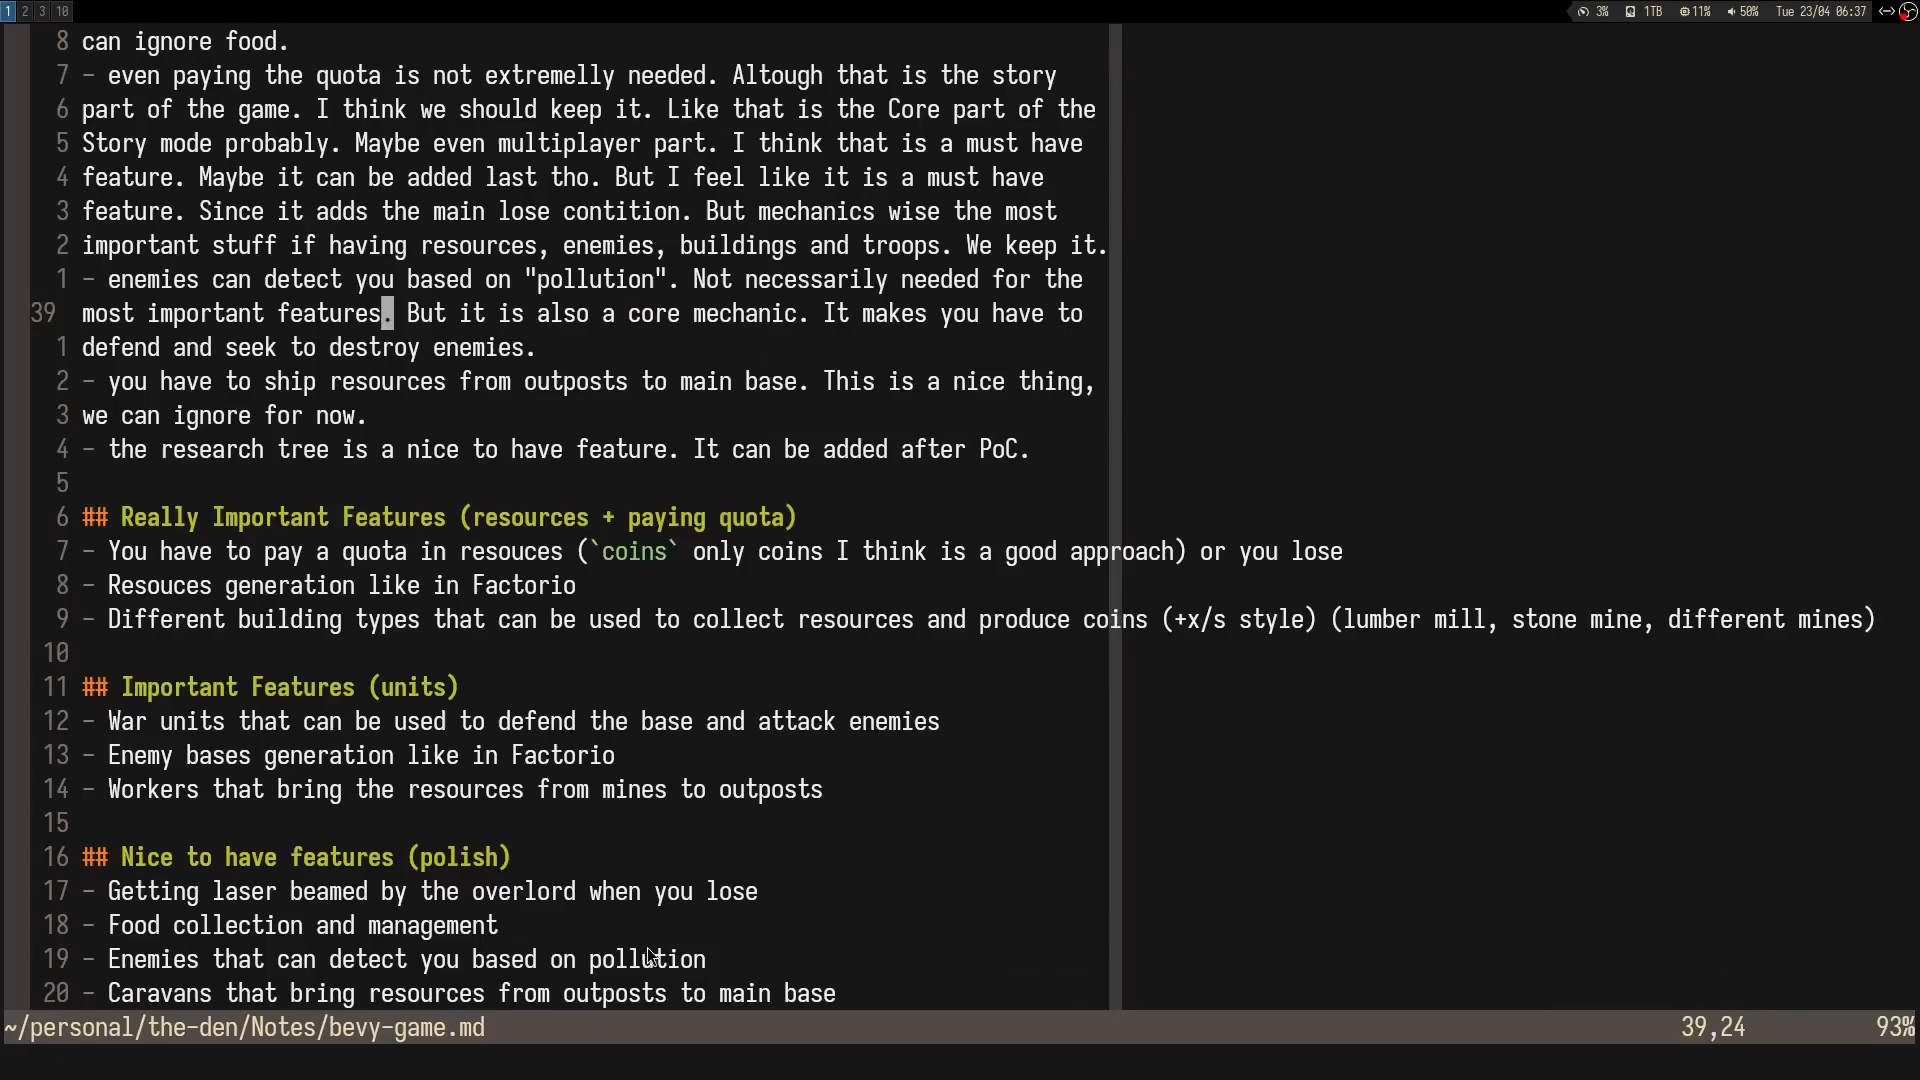 1 2 3 10 3% 1TB 11% 50% Tue 23/04 06:37
8 can ignore food.
7 - even paying the quota is not extremelly needed. Altough that is the story
6 part of the game. I think we should keep it. Like that is the Core part of the
5 Story mode probably. Maybe even multiplayer part. I think that is a must have
4 feature. Maybe it can be added last tho. But I feel like it is a must have
3 feature. Since it adds the main lose contition. But mechanics wise the most
2 important stuff if having resources, enemies, buildings and troops. We keep it.
1 - enemies can detect you based on "pollution". Not necessarily needed for the
39 most important features. But it is also a core mechanic. It makes you have to
1 defend and seek to destroy enemies.
2 - you have to ship resources from outposts to main base. This is a nice thing,
3 we can ignore for now.
4 - the research tree is a nice to have feature. It can be added after PoC.
5
6 ## Really Important Features (resources + paying quota)
7 - You have to pay a quota in resouces (`coins` only coins I think is a good approach) or you lose
8 - Resouces generation like in Factorio
9 - Different building types that can be used to collect resources and produce coins (+x/s style) (lumber mill, stone mine, different mines)
10
11 ## Important Features (units)
12 - War units that can be used to defend the base and attack enemies
13 - Enemy bases generation like in Factorio
14 - Workers that bring the resources from mines to outposts
15
16 ## Nice to have features (polish)
17 - Getting laser beamed by the overlord when you lose
18 - Food collection and management
19 - Enemies that can detect you based on pollution
20 - Caravans that bring resources from outposts to main base
~/personal/the-den/Notes/bevy-game.md 39,24 93%